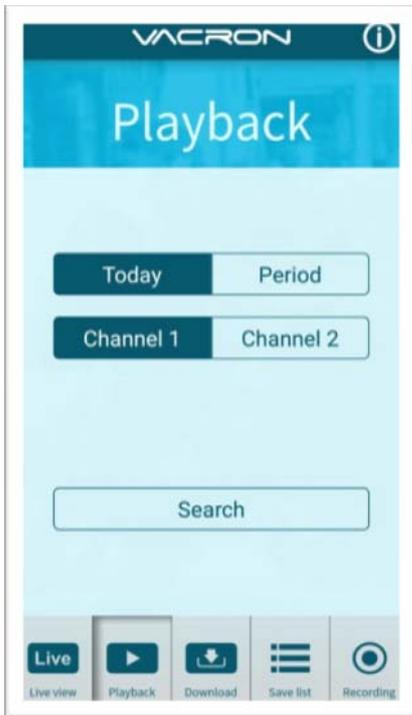 VACRON
Playback
Today Period
Channel 1 Channel 2
Search
Live
Live view Playback Download Save list Recording